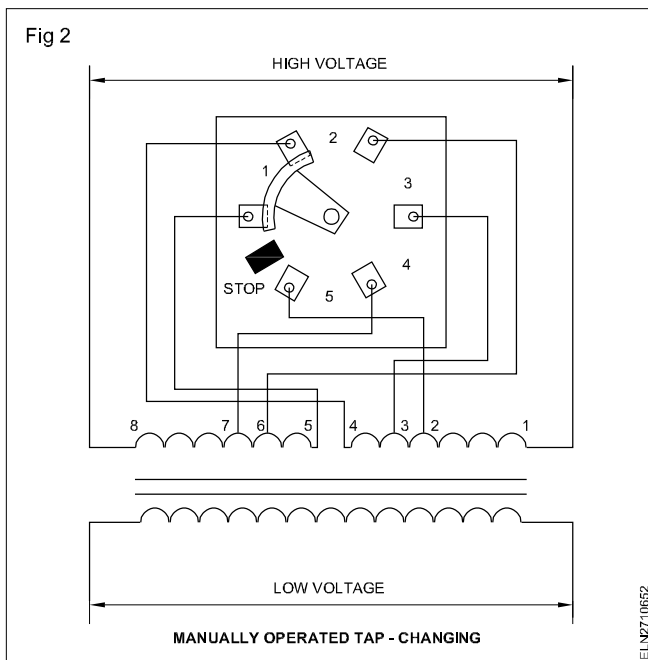 Fig 2
HIGH VOLTAGE
2
1
3
4
STOP
5
8 7 6 5 4 3 2 1
LOW VOLTAGE
MANUALLY OPERATED TAP - CHANGING
ELN2710652